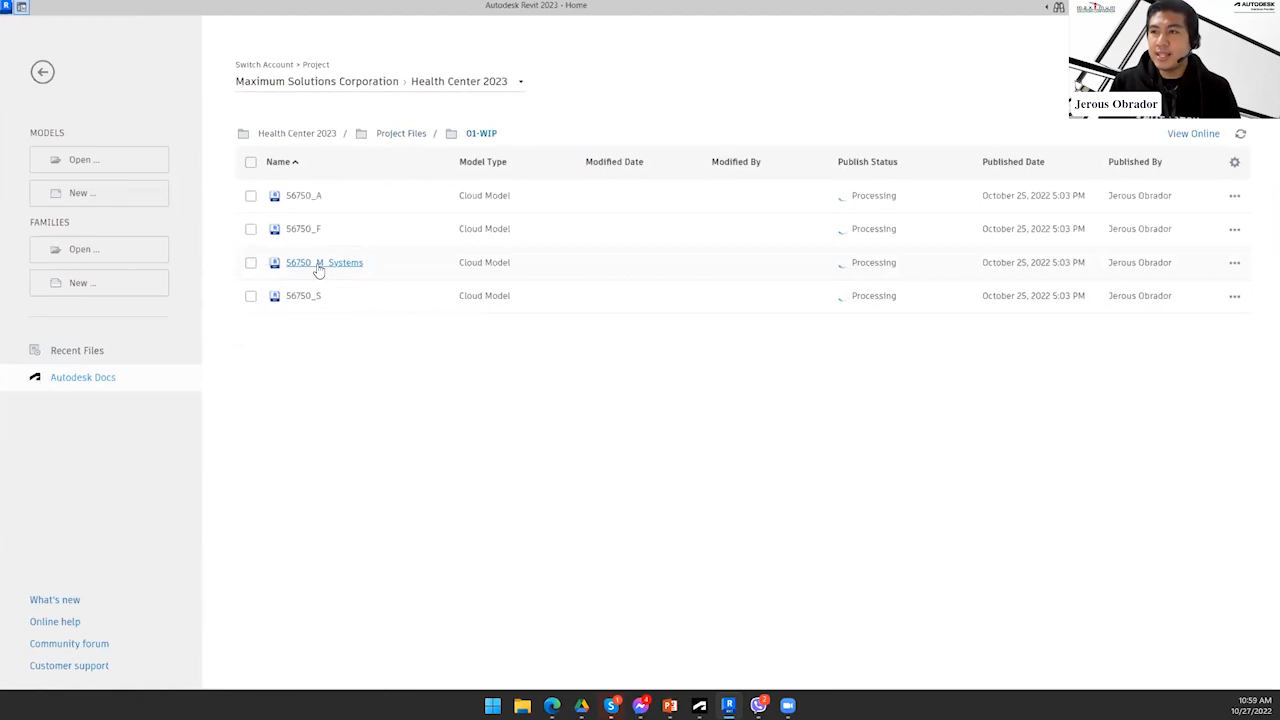 Autodesk Revit 2023 - Home
AUTODESK
Jerous Obrador
Switch Account > Project
Maximum Solutions Corporation › Health Center 2023
Health Center 2023 / Project Files / 01-WIP
View Online
MODELS
Open ...
New ...
FAMILIES
Open ...
New ...
Recent Files
Autodesk Docs
What's new
Online help
Community forum
Customer support
Name Model Type Modified Date Modified By Publish Status Published Date Published By
56750_A Cloud Model Processing October 25, 2022 5:03 PM Jerous Obrador
56750_F Cloud Model Processing October 25, 2022 5:03 PM Jerous Obrador
56750_M_Systems Cloud Model Processing October 25, 2022 5:03 PM Jerous Obrador
56750_S Cloud Model Processing October 25, 2022 5:03 PM Jerous Obrador
10:59 AM
10/27/2022